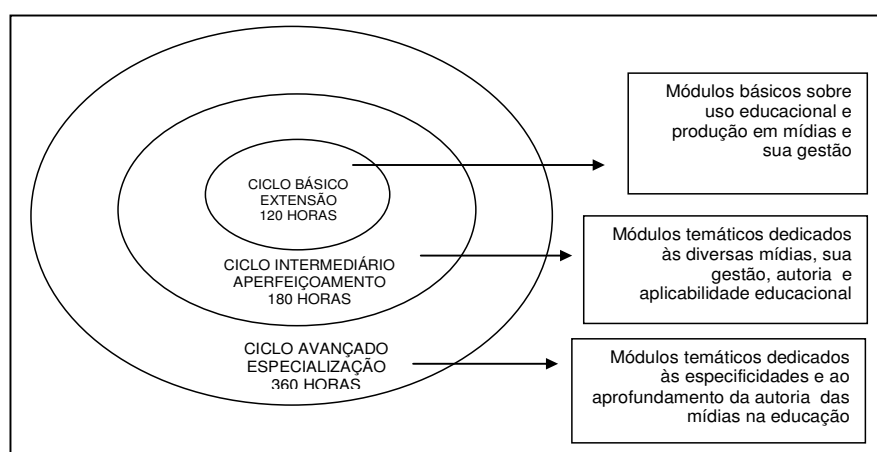 Módulos básicos sobre
uso educacional e
produção em mídias e
sua gestão
CICLO BÁSICO
EXTENSÃO
120 HORAS
Módulos temáticos dedicados
às diversas mídias, sua
gestão, autoria e
aplicabilidade educacional
CICLO INTERMEDIÁRIO
APERFEIÇOAMENTO
180 HORAS
CICLO AVANÇADO
ESPECIALIZAÇÃO
360 HORAS
Módulos temáticos dedicados
às especificidades e ao
aprofundamento da autoria das
mídias na educação